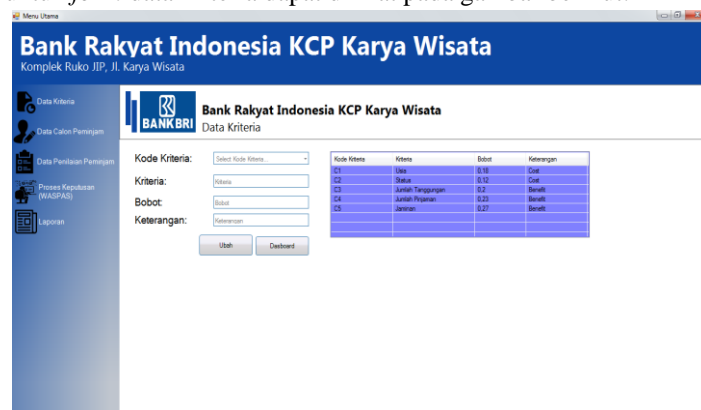 Menu Utama
Bank Rakyat Indonesia KCP Karya Wisata
Komplek Ruko JIP, Jl. Karya Wisata
Data Kriteria
Data Calon Peminjam
Data Penilaian Peminjam
Proses Keputusan
(WASPAS)
Laporan
BANK BRI
Bank Rakyat Indonesia KCP Karya Wisata
Data Kriteria
Kode Kriteria: Select Kode Kriteria...
Kriteria: Kriteria
Bobot: Bobot
Keterangan: Keterangan
Ubah Dasboard
Kode Kriteria Kriteria Bobot Keterangan
C1 Usia 0,18 Cost
C2 Status 0,12 Cost
C3 Jumlah Tanggungan 0,2 Benefit
C4 Jumlah Pinjaman 0,23 Benefit
C5 Jaminan 0,27 Benefit